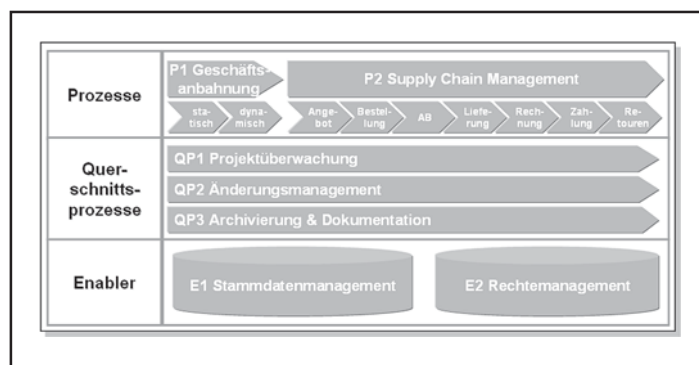 Prozesse
P1 Geschäfts-
anbahnung
P2 Supply Chain Management
sta-
tisch
dyna-
misch
Ange-
bot
Bestel-
lung
AB
Liefe-
rung
Rech-
nung
Zah-
lung
Re-
touren
Quer-
schnitts-
prozesse
QP1 Projektüberwachung
QP2 Änderungsmanagement
QP3 Archivierung & Dokumentation
Enabler
E1 Stammdatenmanagement
E2 Rechtemanagement